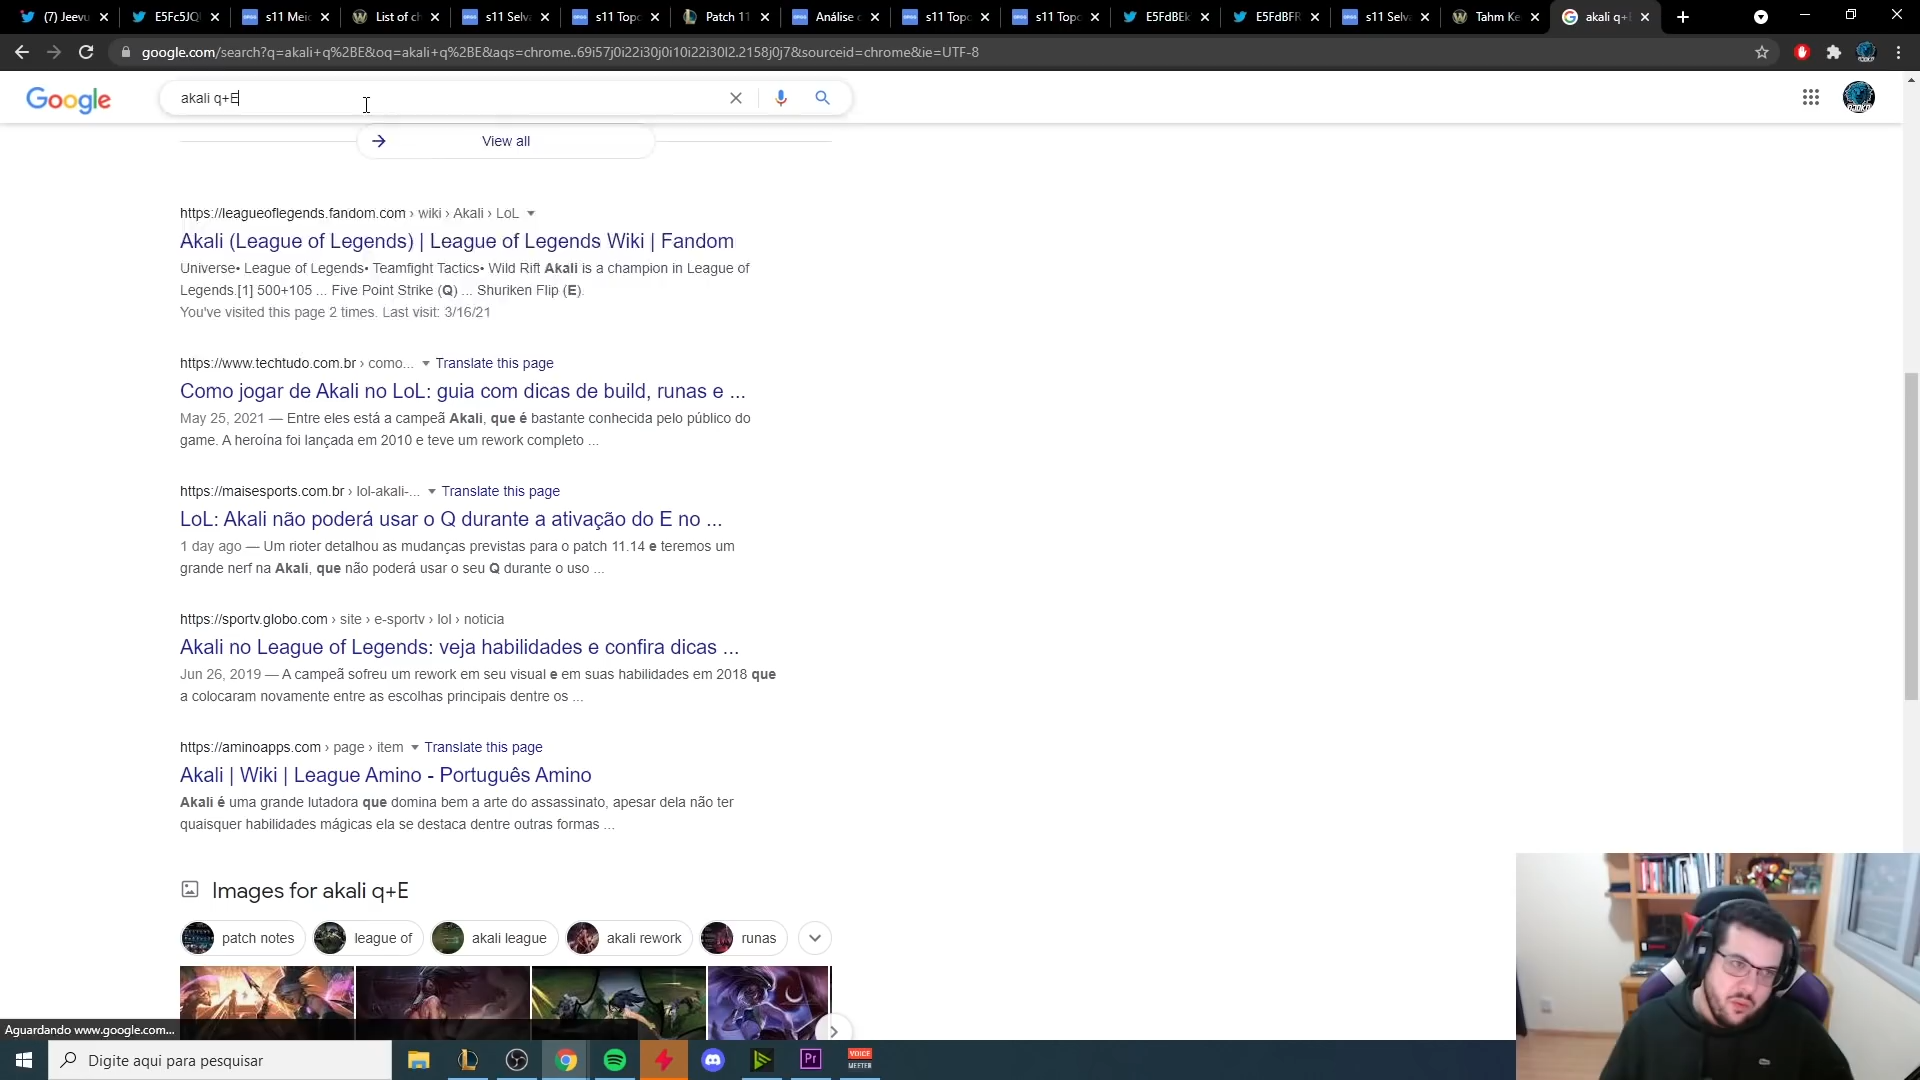 (7) Jeevu
E5Fc5JQ
s11 Meio
List of ch
s11 Selva
s11 Topo
Patch 11
Análise
s11 Topo
s11 Topo
E5FdBEk
E5FdBFR
s11 Selva
Tahm Ke
akali q+E
google.com/search?q=akali+q%2BE&oq=akali+q%2BE&aqs=chrome..69i57j0i22i30j0i10i22i30l2.2158j0j7&sourceid=chrome&ie=UTF-8
Google
akali q+E
View all
https://leagueoflegends.fandom.com › wiki › Akali › LoL
Akali (League of Legends) | League of Legends Wiki | Fandom
Universe• League of Legends• Teamfight Tactics• Wild Rift Akali is a champion in League of
Legends.[1] 500+105 ... Five Point Strike (Q) ... Shuriken Flip (E).
You've visited this page 2 times. Last visit: 3/16/21
https://www.techtudo.com.br › como... Translate this page
Como jogar de Akali no LoL: guia com dicas de build, runas e ...
May 25, 2021 — Entre eles está a campeã Akali, que é bastante conhecida pelo público do
game. A heroína foi lançada em 2010 e teve um rework completo ...
https://maisesports.com.br › lol-akali-... Translate this page
LoL: Akali não poderá usar o Q durante a ativação do E no ...
1 day ago — Um rioter detalhou as mudanças previstas para o patch 11.14 e teremos um
grande nerf na Akali, que não poderá usar o seu Q durante o uso ...
https://sportv.globo.com › site › e-sportv › lol › noticia
Akali no League of Legends: veja habilidades e confira dicas ...
Jun 26, 2019 — A campeã sofreu um rework em seu visual e em suas habilidades em 2018 que
a colocaram novamente entre as escolhas principais dentre os ...
https://aminoapps.com › page › item Translate this page
Akali | Wiki | League Amino - Português Amino
Akali é uma grande lutadora que domina bem a arte do assassinato, apesar dela não ter
quaisquer habilidades mágicas ela se destaca dentre outras formas ...
Images for akali q+E
patch notes
league of
akali league
akali rework
runas
Aguardando www.google.com...
Digite aqui para pesquisar
Pr
VOICE
MEETER